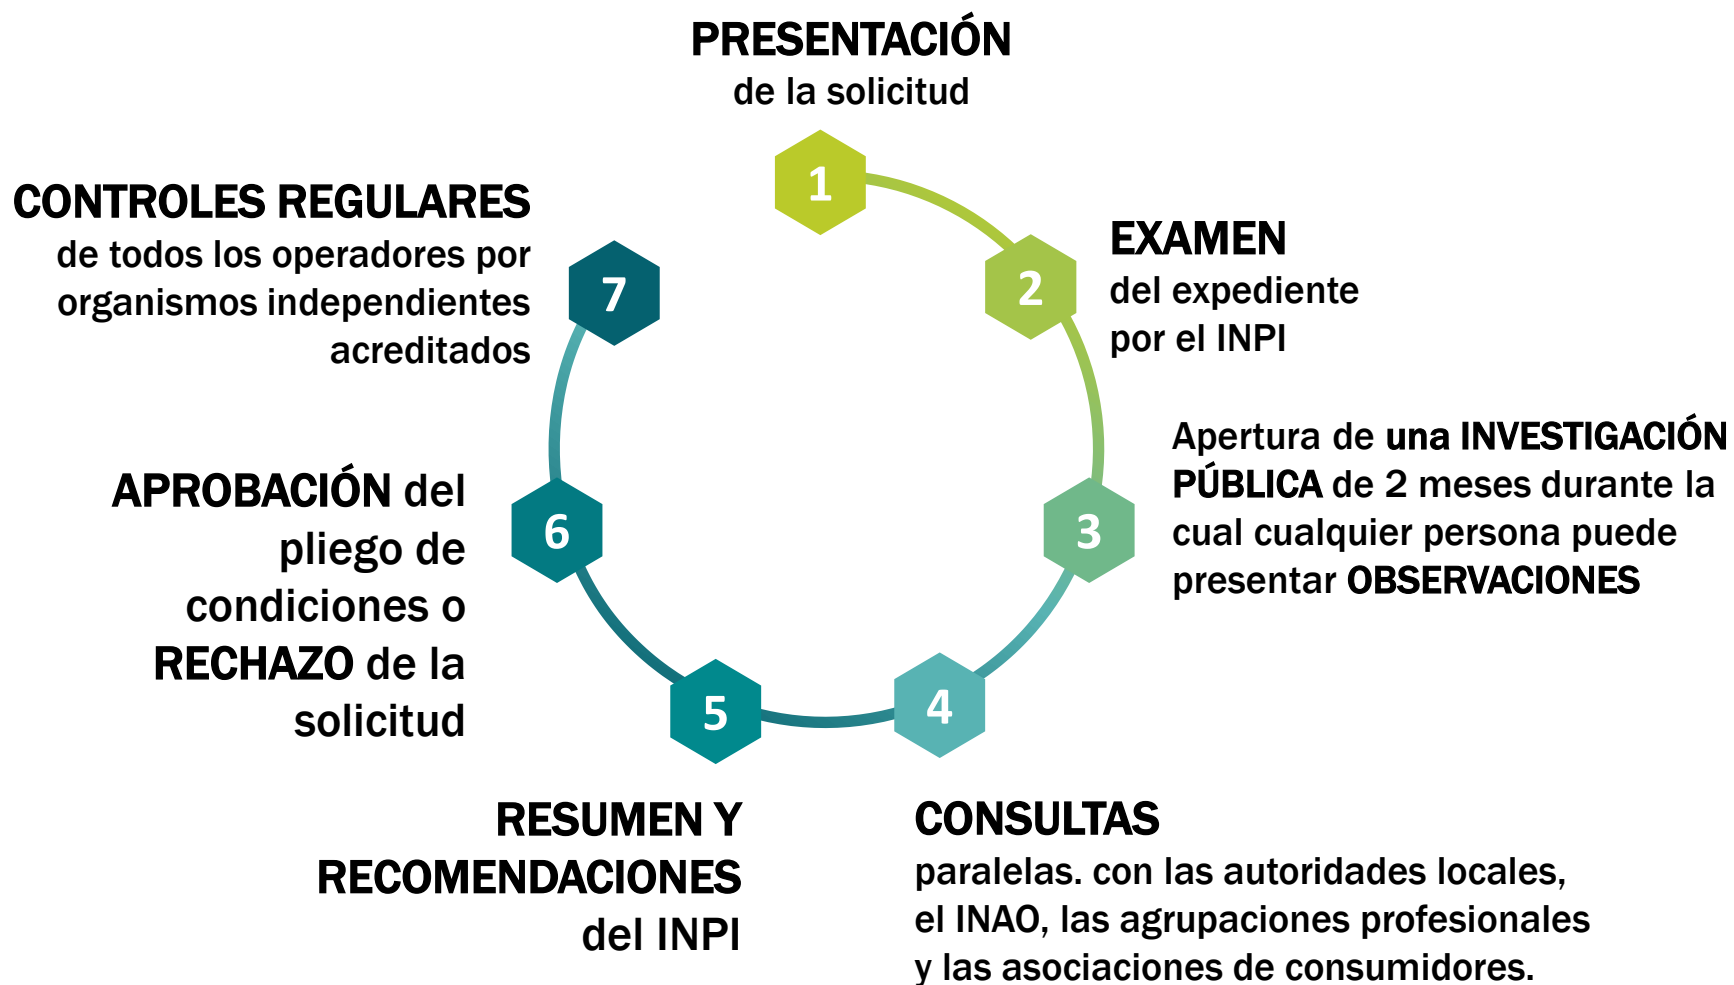 PRESENTACIÓN
de la solicitud
1
2
EXAMEN
del expediente
por el INPI
3
Apertura de una INVESTIGACIÓN
PÚBLICA de 2 meses durante la
cual cualquier persona puede
presentar OBSERVACIONES
4
CONSULTAS
paralelas. con las autoridades locales,
el INAO, las agrupaciones profesionales
y las asociaciones de consumidores.
5
RESUMEN Y
RECOMENDACIONES
del INPI
6
APROBACIÓN del
pliego de
condiciones o
RECHAZO de la
solicitud
7
CONTROLES REGULARES
de todos los operadores por
organismos independientes
acreditados